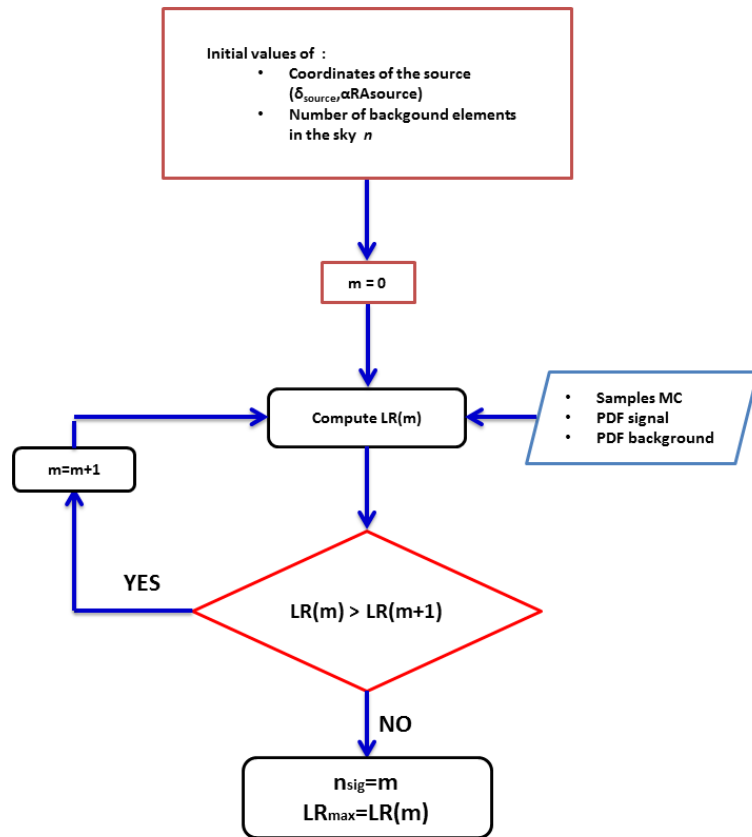 Initial values of :
• Coordinates of the source
(δsource,αRAsource)
• Number of backgound elements
in the sky n
m = 0
Compute LR(m)
• Samples MC
• PDF signal
• PDF background
m=m+1
YES
LR(m) > LR(m+1)
NO
nsig=m
LRmax=LR(m)